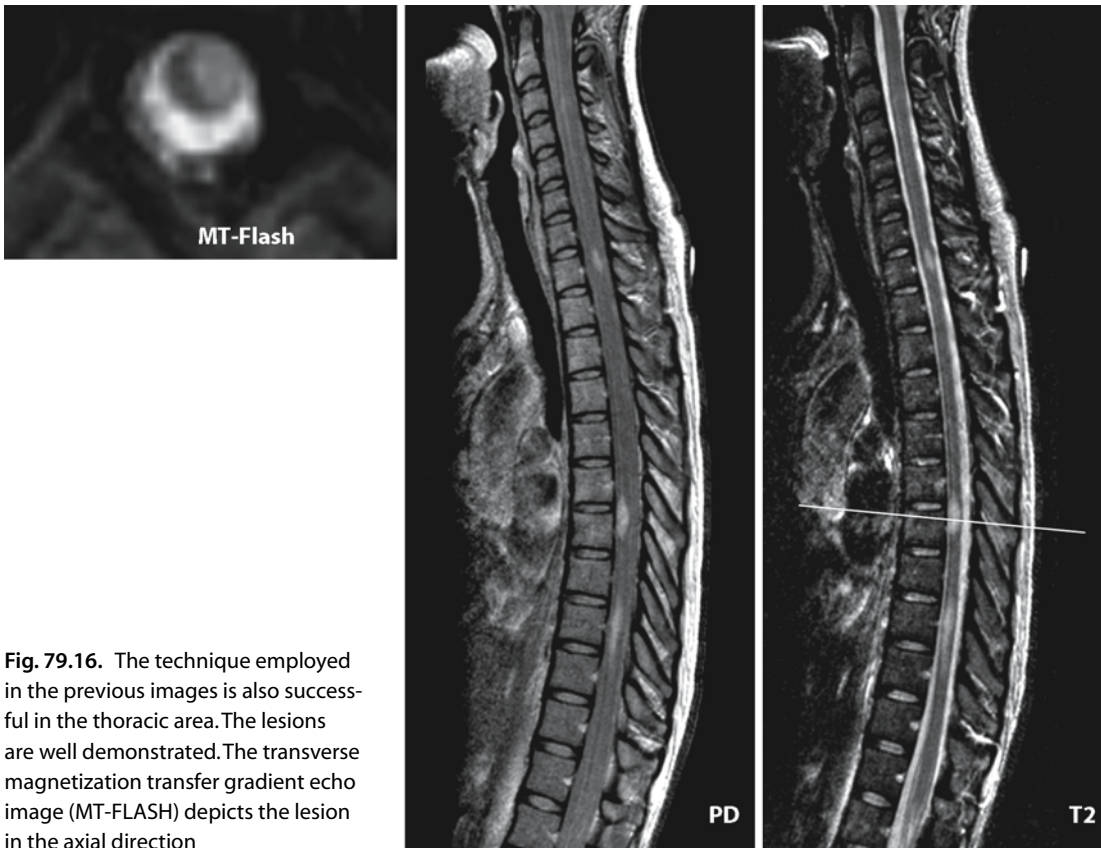 MT-Flash
PD
T2
Fig. 79.16. The technique employed
in the previous images is also success-
ful in the thoracic area. The lesions
are well demonstrated. The transverse
magnetization transfer gradient echo
image (MT-FLASH) depicts the lesion
in the axial direction